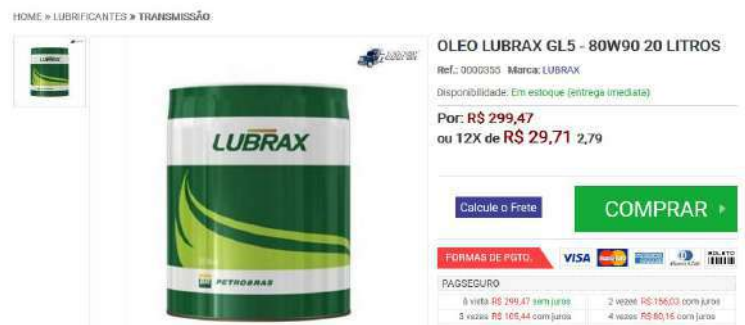 HOME » LUBRIFICANTES » TRANSMISSÃO
OLEO LUBRAX GL5 - 80W90 20 LITROS
Ref.: 0000355 Marca: LUBRAX
Disponibilidade: Em estoque (entrega imediata)
Por: R$ 299,47
ou 12X de R$ 29,71 2,79
LUBRAX
BR PETROBRAS
Calcule o Frete
COMPRAR
FORMAS DE PGTO.
VISA
BOLETO
PAGSEGURO
à vista R$ 299,47 sem juros
2 vezes R$ 156,03 com juros
3 vezes R$ 105,44 com juros
4 vezes R$ 80,16 com juros